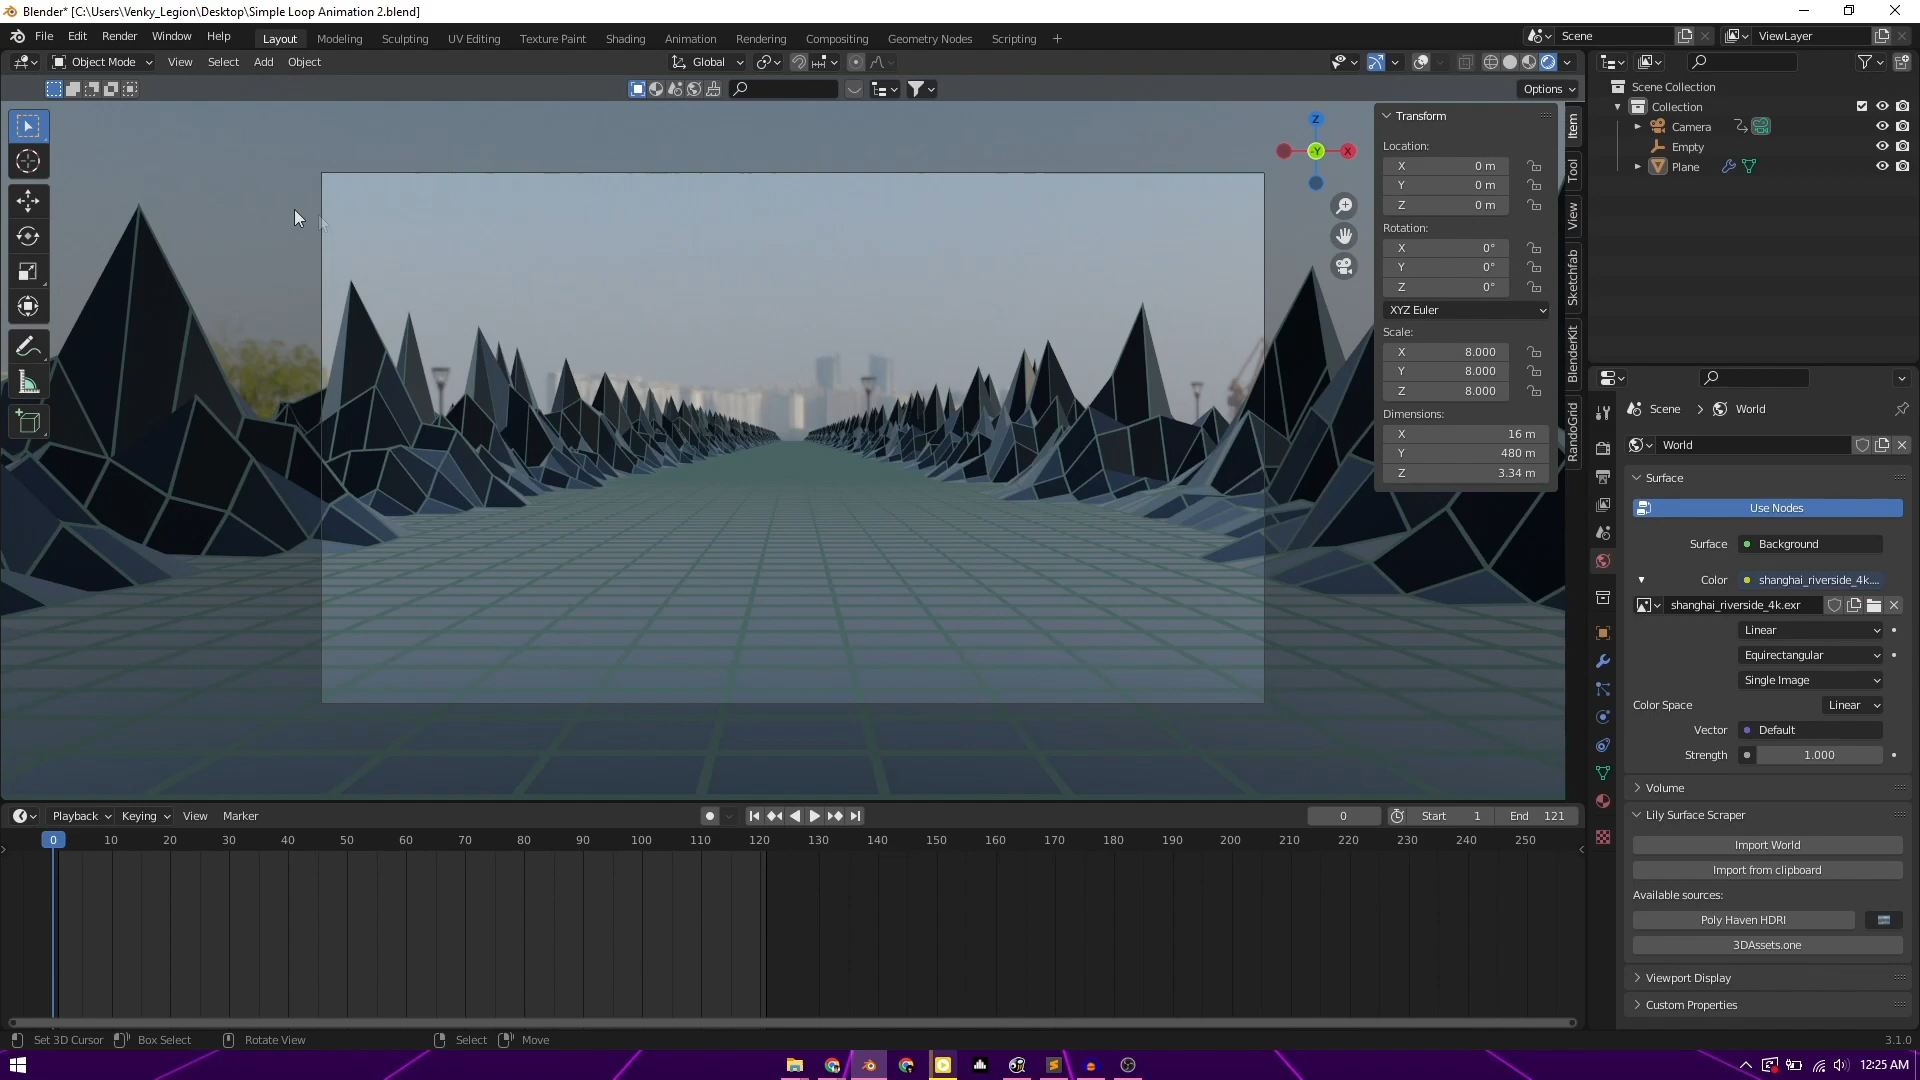 Blender* [C:\Users\Venky_Legion\Desktop\Simple Loop Animation 2.blend]
File Edit Render Window Help
Layout Modeling Sculpting UV Editing Texture Paint Shading Animation Rendering Compositing Geometry Nodes Scripting +
Scene
ViewLayer
Object Mode View Select Add Object
Global
Options
Z
-Y
X
Transform
Location:
X 0 m
Y 0 m
Z 0 m
Rotation:
X 0°
Y 0°
Z 0°
XYZ Euler
Scale:
X 8.000
Y 8.000
Z 8.000
Dimensions:
X 16 m
Y 480 m
Z 3.34 m
Item
Tool
View
Sketchfab
BlenderKit
RandoGrid
Scene Collection
Collection
Camera
Empty
Plane
Scene > World
World
Surface
Use Nodes
Surface Background
Color shanghai_riverside_4k....
shanghai_riverside_4k.exr
Linear
Equirectangular
Single Image
Color Space Linear
Vector Default
Strength 1.000
Volume
Lily Surface Scraper
Import World
Import from clipboard
Available sources:
Poly Haven HDRI
3DAssets.one
Viewport Display
Custom Properties
Playback Keying View Marker
0 Start 1 End 121
0 10 20 30 40 50 60 70 80 90 100 110 120 130 140 150 160 170 180 190 200 210 220 230 240 250
Set 3D Cursor Box Select Rotate View Select Move
3.1.0
12:25 AM